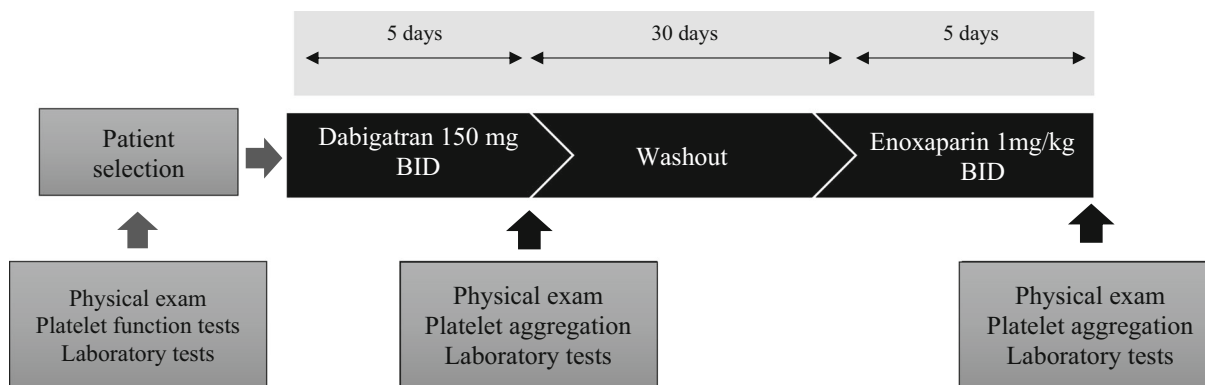 5 days
30 days
5 days
Patient
selection
Dabigatran 150 mg
BID
Washout
Enoxaparin 1mg/kg
BID
Physical exam
Platelet function tests
Laboratory tests
Physical exam
Platelet aggregation
Laboratory tests
Physical exam
Platelet aggregation
Laboratory tests